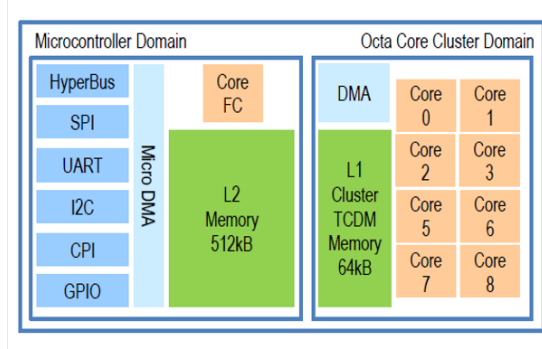 Microcontroller Domain
Octa Core Cluster Domain
HyperBus
SPI
UART
I2C
CPI
GPIO
Micro DMA
Core
FC
L2
Memory
512kB
DMA
L1
Cluster
TCDM
Memory
64kB
Core
0
Core
1
Core
2
Core
3
Core
5
Core
6
Core
7
Core
8